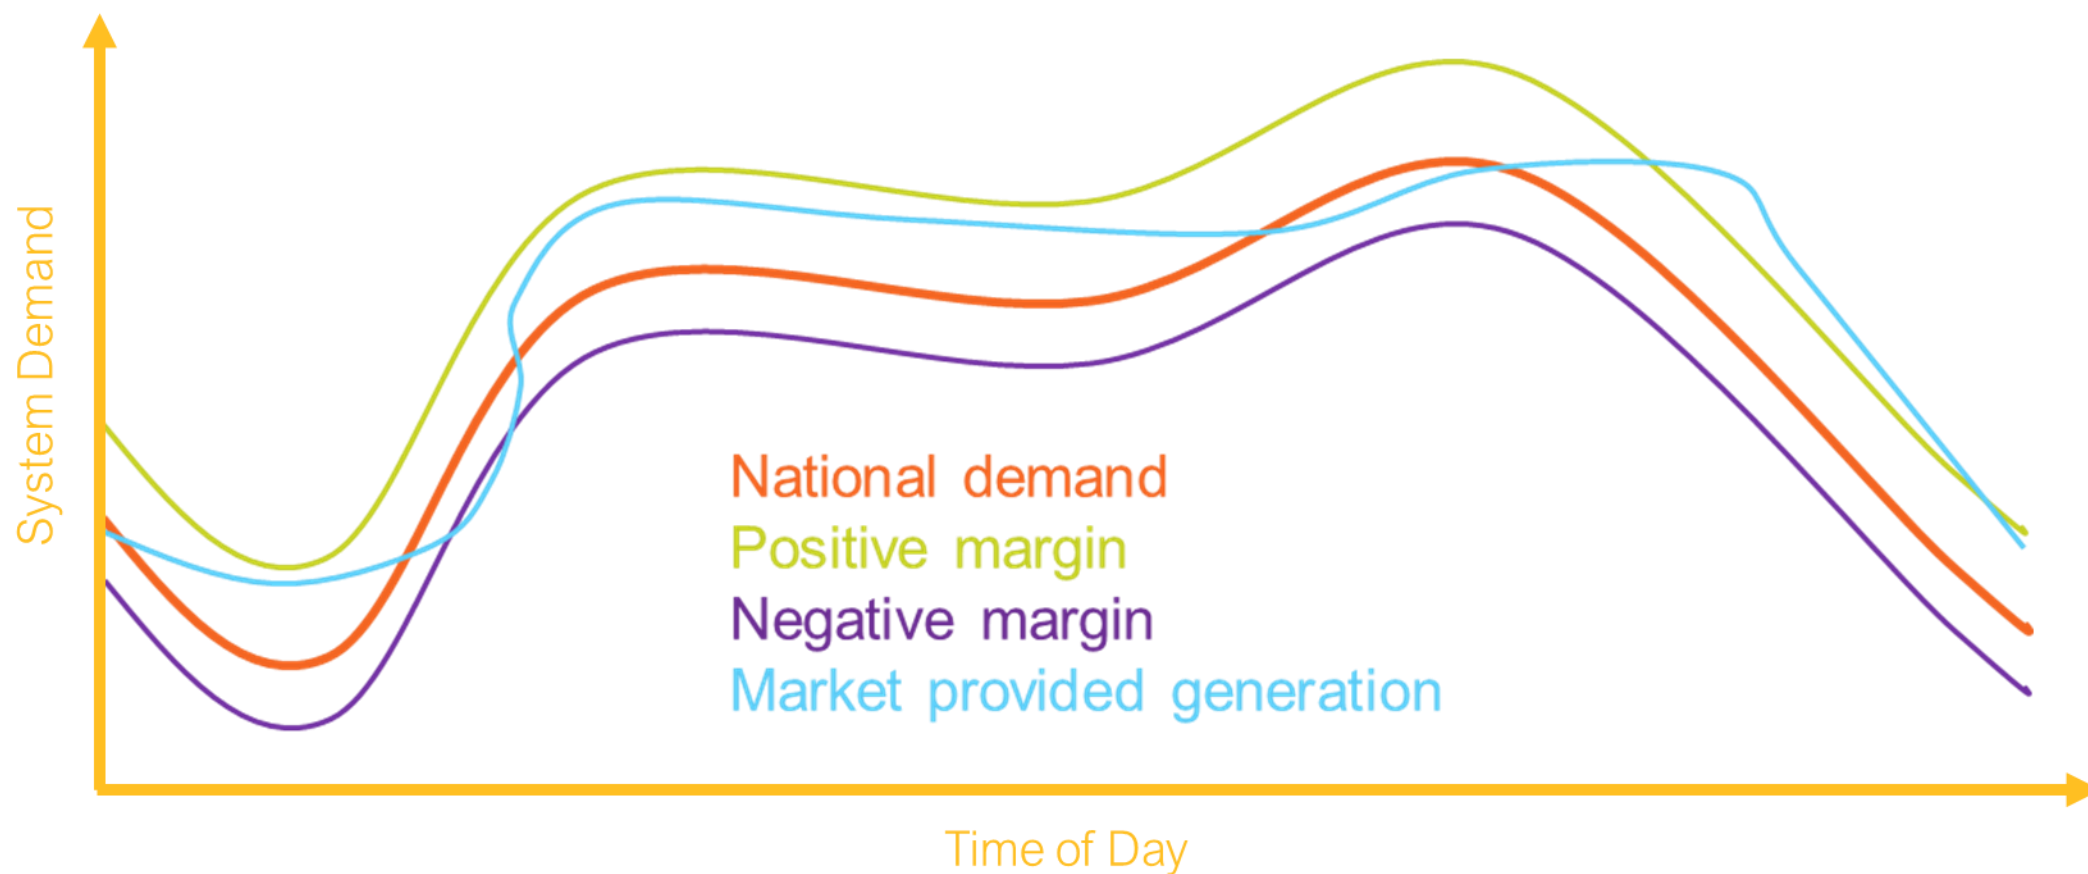 System Demand
National demand
Positive margin
Negative margin
Market provided generation
Time of Day